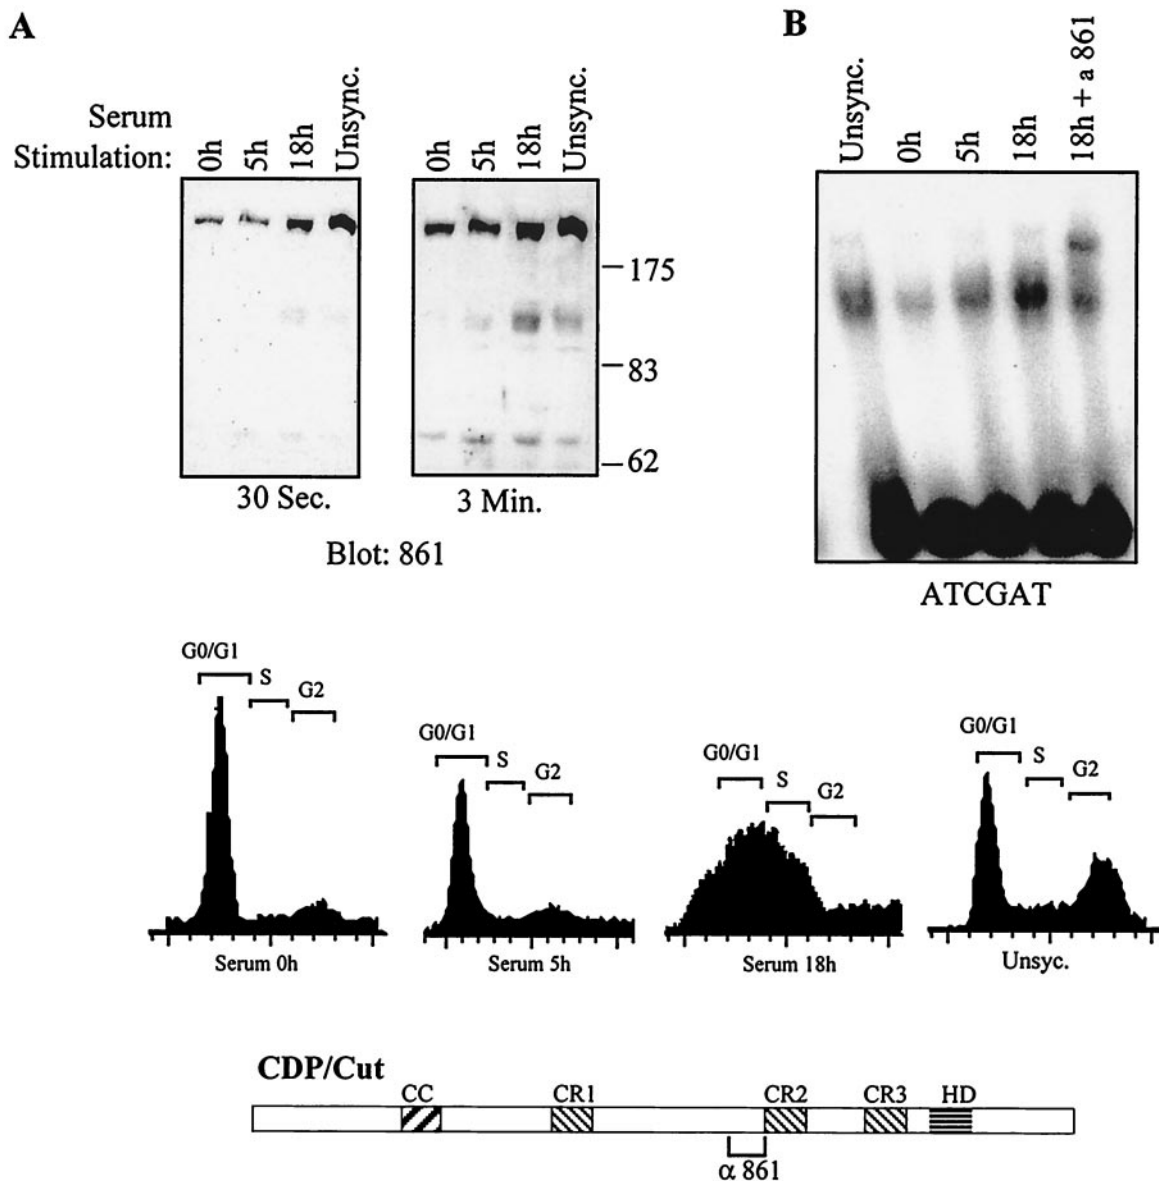 A
Serum
Stimulation:
0h
5h
18h
Unsync.
0h
5h
18h
Unsync.
175
83
62
30 Sec.
3 Min.
Blot: 861
B
Unsync.
0h
5h
18h
18h + a 861
ATCGAT
G0/G1
S
G2
Serum 0h
G0/G1
S
G2
Serum 5h
G0/G1
S
G2
Serum 18h
G0/G1
S
G2
Unsyc.
CDP/Cut
CC
CR1
CR2
CR3
HD
α 861